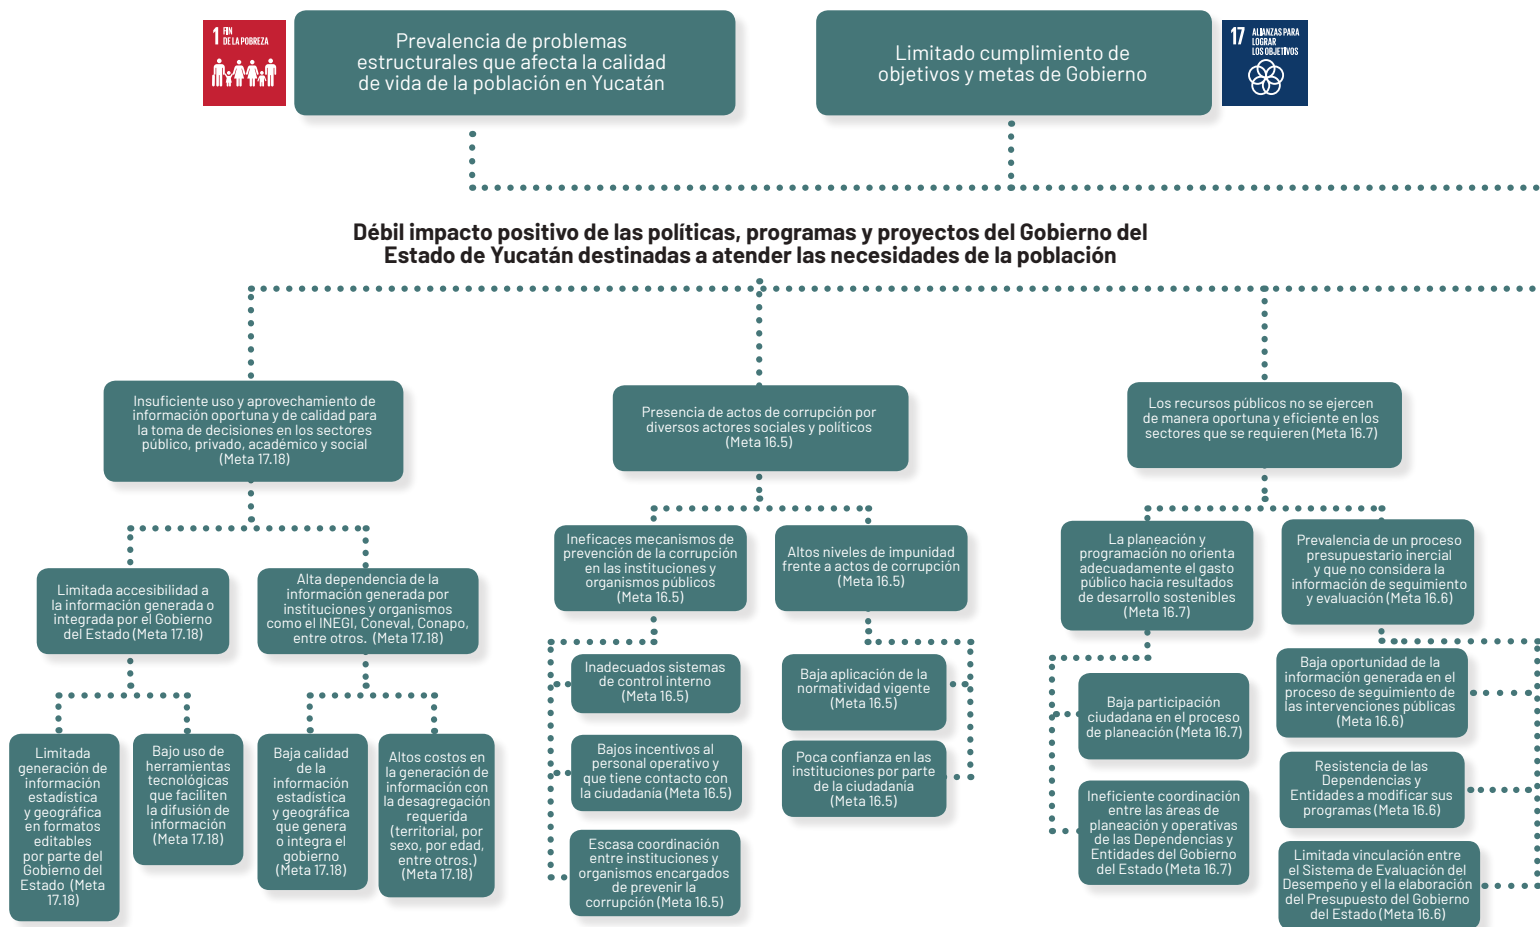 1 FIN
DE LA POBREZA
Prevalencia de problemas
estructurales que afecta la calidad
de vida de la población en Yucatán
Limitado cumplimiento de
objetivos y metas de Gobierno
17 ALIANZAS PARA
LOGRAR
LOS OBJETIVOS
Débil impacto positivo de las políticas, programas y proyectos del Gobierno del
Estado de Yucatán destinadas a atender las necesidades de la población
Insuficiente uso y aprovechamiento de
información oportuna y de calidad para
la toma de decisiones en los sectores
público, privado, académico y social
(Meta 17.18)
Presencia de actos de corrupción por
diversos actores sociales y políticos
(Meta 16.5)
Los recursos públicos no se ejercen
de manera oportuna y eficiente en los
sectores que se requieren (Meta 16.7)
Limitada accesibilidad a
la información generada o
integrada por el Gobierno
del Estado (Meta 17.18)
Alta dependencia de la
información generada por
instituciones y organismos
como el INEGI, Coneval, Conapo,
entre otros. (Meta 17.18)
Ineficaces mecanismos de
prevención de la corrupción
en las instituciones y
organismos públicos
(Meta 16.5)
Altos niveles de impunidad
frente a actos de corrupción
(Meta 16.5)
La planeación y
programación no orienta
adecuadamente el gasto
público hacia resultados
de desarrollo sostenibles
(Meta 16.7)
Prevalencia de un proceso
presupuestario inercial
y que no considera la
información de seguimiento
y evaluación (Meta 16.6)
Limitada
generación de
información
estadística
y geográfica
en formatos
editables
por parte del
Gobierno del
Estado (Meta
17.18)
Bajo uso de
herramientas
tecnológicas
que faciliten
la difusión de
información
(Meta 17.18)
Baja calidad
de la
información
estadística
y geográfica
que genera
o integra el
gobierno
(Meta 17.18)
Altos costos en
la generación de
información con
la desagregación
requerida
(territorial, por
sexo, por edad,
entre otros.)
(Meta 17.18)
Inadecuados sistemas
de control interno
(Meta 16.5)
Bajos incentivos al
personal operativo y
que tiene contacto con
la ciudadanía (Meta 16.5)
Escasa coordinación
entre instituciones y
organismos encargados
de prevenir la
corrupción (Meta 16.5)
Baja aplicación de la
normatividad vigente
(Meta 16.5)
Poca confianza en las
instituciones por parte
de la ciudadanía
(Meta 16.5)
Baja participación
ciudadana en el proceso
de planeación (Meta 16.7)
Ineficiente coordinación
entre las áreas de
planeación y operativas
de las Dependencias y
Entidades del Gobierno
del Estado (Meta 16.7)
Baja oportunidad de la
información generada en el
proceso de seguimiento de
las intervenciones públicas
(Meta 16.6)
Resistencia de las
Dependencias y
Entidades a modificar sus
programas (Meta 16.6)
Limitada vinculación entre
el Sistema de Evaluación del
Desempeño y el la elaboración
del Presupuesto del Gobierno
del Estado (Meta 16.6)